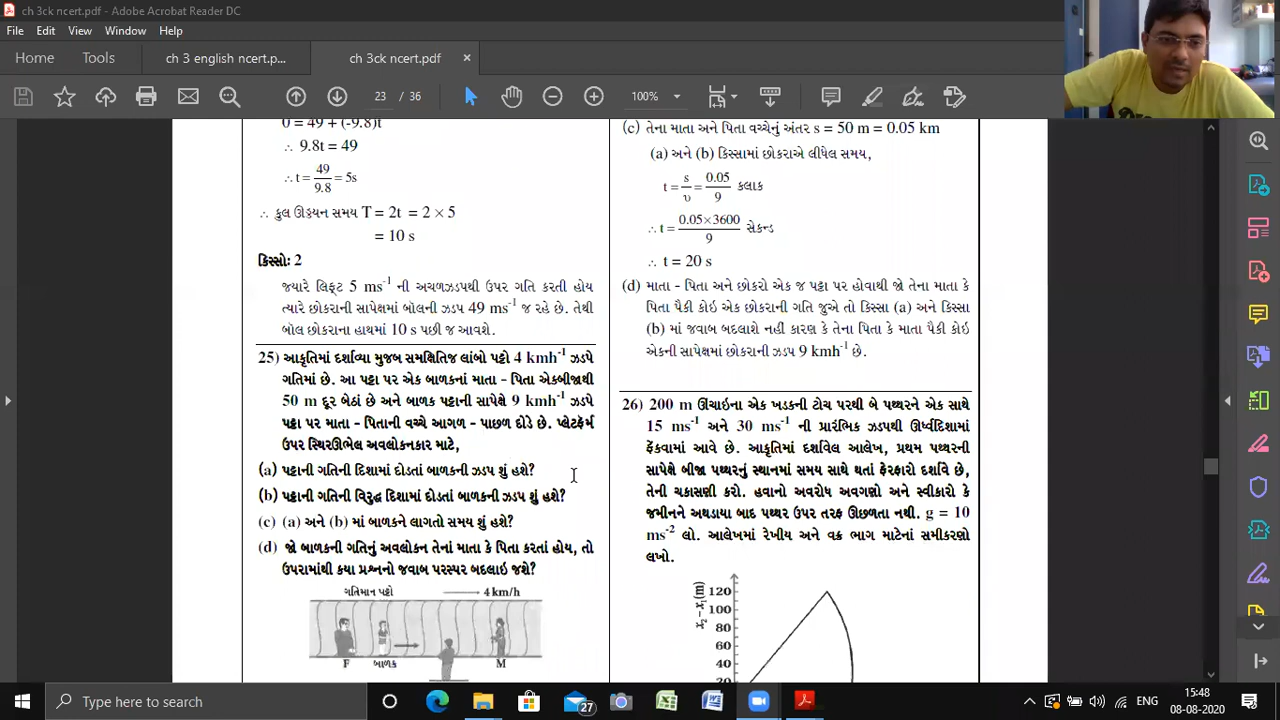 ch 3ck ncert.pdf - Adobe Acrobat Reader DC
File Edit View Window Help
Home Tools ch 3 english ncert.p... ch 3ck ncert.pdf ×
23 / 36 100%
0 = 49 + (-9.8)t
∴ 9.8t = 49
∴ t = 49/9.8 = 5s
∴ કુલ ઊડ્ડયન સમય T = 2t = 2 × 5
= 10 s
કિસ્સો: 2
જ્યારે લિફ્ટ 5 ms⁻¹ ની અચળઝડપથી ઉપર ગતિ કરતી હોય
ત્યારે છોકરાની સાપેક્ષમાં બૉલની ઝડપ 49 ms⁻¹ જ રહે છે. તેથી
બોલ છોકરાના હાથમાં 10 s પછી જ આવશે.
25) આકૃતિમાં દર્શાવ્યા મુજબ સમક્ષિતિજ લાંબો પટ્ટો 4 kmh⁻¹ ઝડપે
ગતિમાં છે. આ પટ્ટા પર એક બાળકનાં માતા - પિતા એકબીજાથી
50 m દૂર બેઠાં છે અને બાળક પટ્ટાની સાપેક્ષે 9 kmh⁻¹ ઝડપે
પટ્ટા પર માતા - પિતાની વચ્ચે આગળ - પાછળ દોડે છે. પ્લેટફૉર્મ
ઉપર સ્થિરઊભેલ અવલોકનકાર માટે,
(a) પટ્ટાની ગતિની દિશામાં દોડતાં બાળકની ઝડપ શું હશે?
(b) પટ્ટાની ગતિની વિરુદ્ધ દિશામાં દોડતાં બાળકની ઝડપ શું હશે?
(c) (a) અને (b) માં બાળકને લાગતો સમય શું હશે?
(d) જો બાળકની ગતિનું અવલોકન તેનાં માતા કે પિતા કરતાં હોય, તો
ઉપરામાંથી કયા પ્રશ્નનો જવાબ પરસ્પર બદલાઇ જશે?
ગતિમાન પટ્ટો 4 km/h
F બાળક M
(c) તેના માતા અને પિતા વચ્ચેનું અંતર s = 50 m = 0.05 km
(a) અને (b) કિસ્સામાં છોકરાએ લીધેલ સમય,
t = s/υ = 0.05/9 કલાક
∴ t = 0.05×3600/9 સેકન્ડ
∴ t = 20 s
(d) માતા - પિતા અને છોકરો એક જ પટ્ટા પર હોવાથી જો તેના માતા કે
પિતા પૈકી કોઇ એક છોકરાની ગતિ જુએ તો કિસ્સા (a) અને કિસ્સા
(b) માં જવાબ બદલાશે નહીં કારણ કે તેના પિતા કે માતા પૈકી કોઇ
એકની સાપેક્ષમાં છોકરાની ઝડપ 9 kmh⁻¹ છે.
26) 200 m ઊંચાઇના એક ખડકની ટોચ પરથી બે પથ્થરને એક સાથે
15 ms⁻¹ અને 30 ms⁻¹ ની પ્રારંભિક ઝડપથી ઊર્ધ્વદિશામાં
ફેંકવામાં આવે છે. આકૃતિમાં દર્શાવેલ આલેખ, પ્રથમ પથ્થરની
સાપેક્ષે બીજા પથ્થરનું સ્થાનમાં સમય સાથે થતાં ફેરફારો દર્શાવે છે,
તેની ચકાસણી કરો. હવાનો અવરોધ અવગણો અને સ્વીકારો કે
જમીનને અથડાયા બાદ પથ્થર ઉપર તરફ ઊછળતા નથી. g = 10
ms⁻² લો. આલેખમાં રેખીય અને વક્ર ભાગ માટેનાં સમીકરણો
લખો.
x₂ − x₁(m)
120
100
80
60
40
20
Type here to search
27
ENG
15:48
08-08-2020